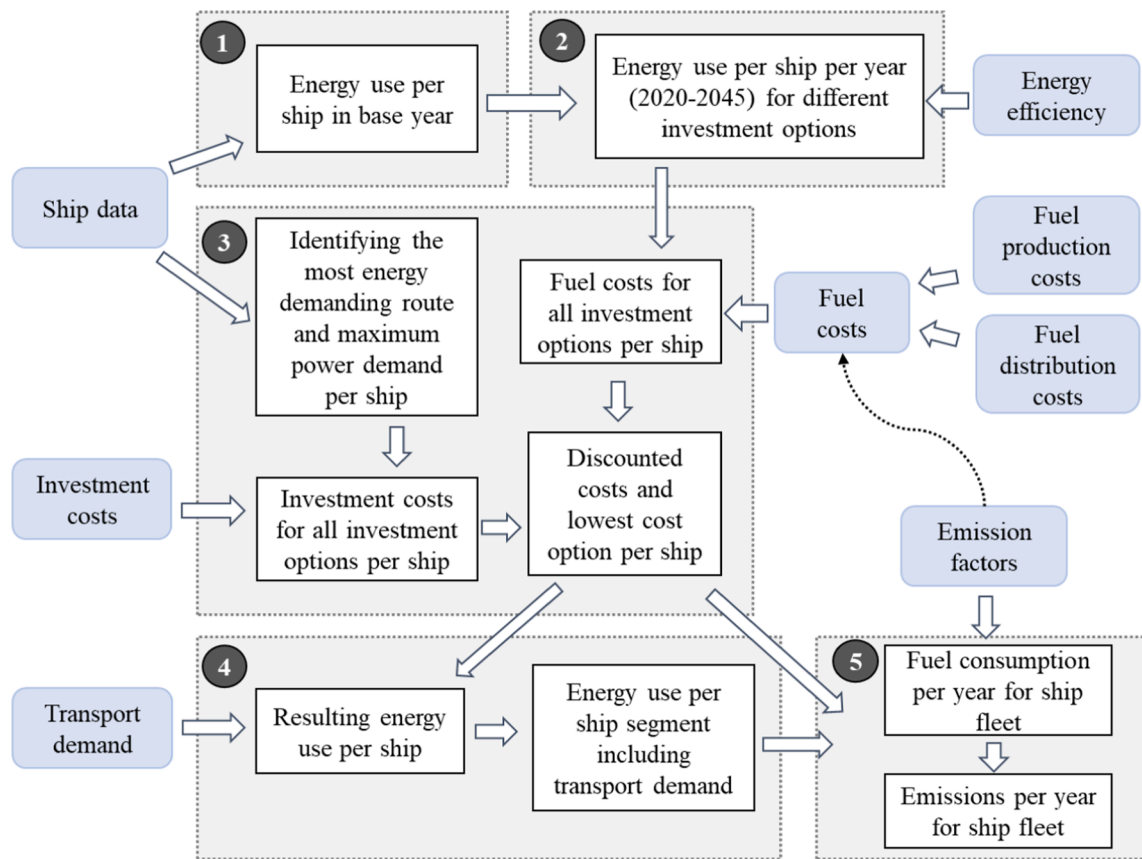 1
Energy use per
ship in base year
2
Energy use per ship per year
(2020-2045) for different
investment options
Energy
efficiency
Ship data
3
Identifying the
most energy
demanding route
and maximum
power demand
per ship
Fuel costs for
all investment
options per ship
Fuel
costs
Fuel
production
costs
Fuel
distribution
costs
Investment
costs
Investment costs
for all investment
options per ship
Discounted
costs and
lowest cost
option per ship
Emission
factors
4
Transport
demand
Resulting energy
use per ship
Energy use per
ship segment
including
transport demand
5
Fuel consumption
per year for ship
fleet
Emissions per year
for ship fleet